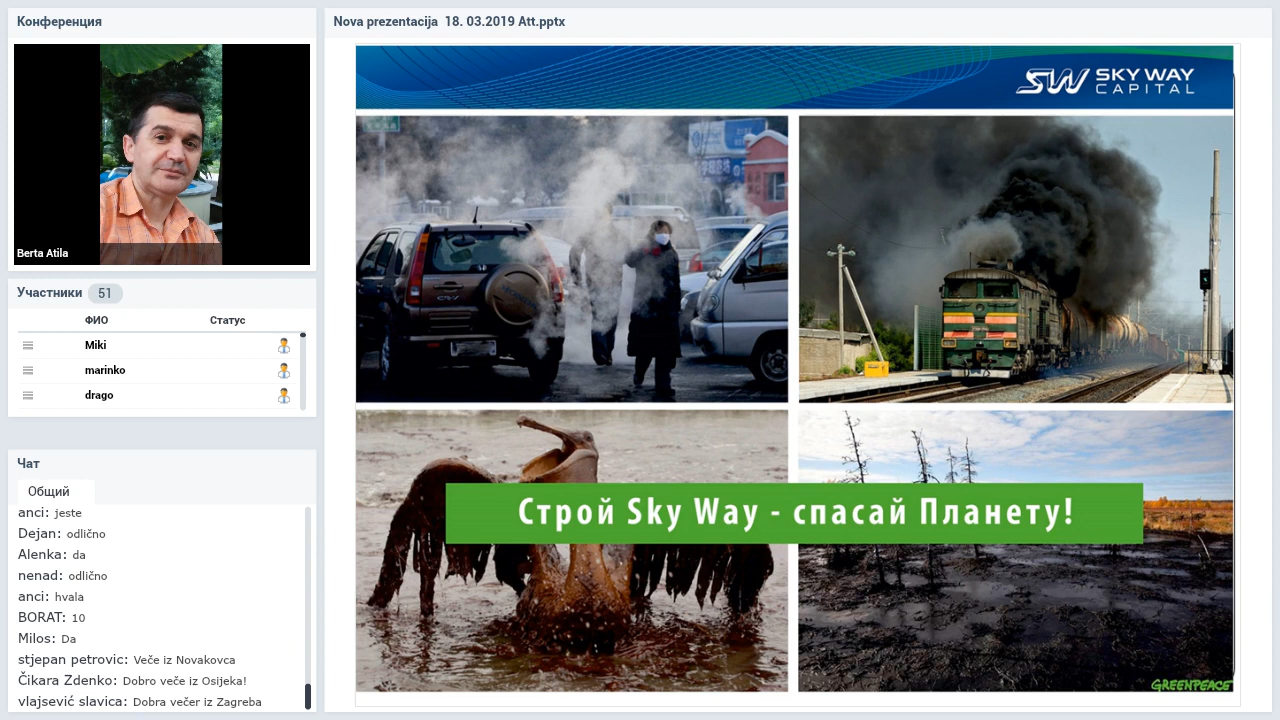 Конференция
Berta Atila
Участники 51
ФИО Статус
Miki
marinko
drago
Чат
Общий
anci: jeste
Dejan: odlično
Alenka: da
nenad: odlično
anci: hvala
BORAT: 10
Milos: Da
stjepan petrovic: Veče iz Novakovca
Čikara Zdenko: Dobro veče iz Osijeka!
vlajsević slavica: Dobra večer iz Zagreba
Nova prezentacija 18. 03.2019 Att.pptx
SW SKY WAY
CAPITAL
Строй Sky Way - спасай Планету!
GREENPEACE